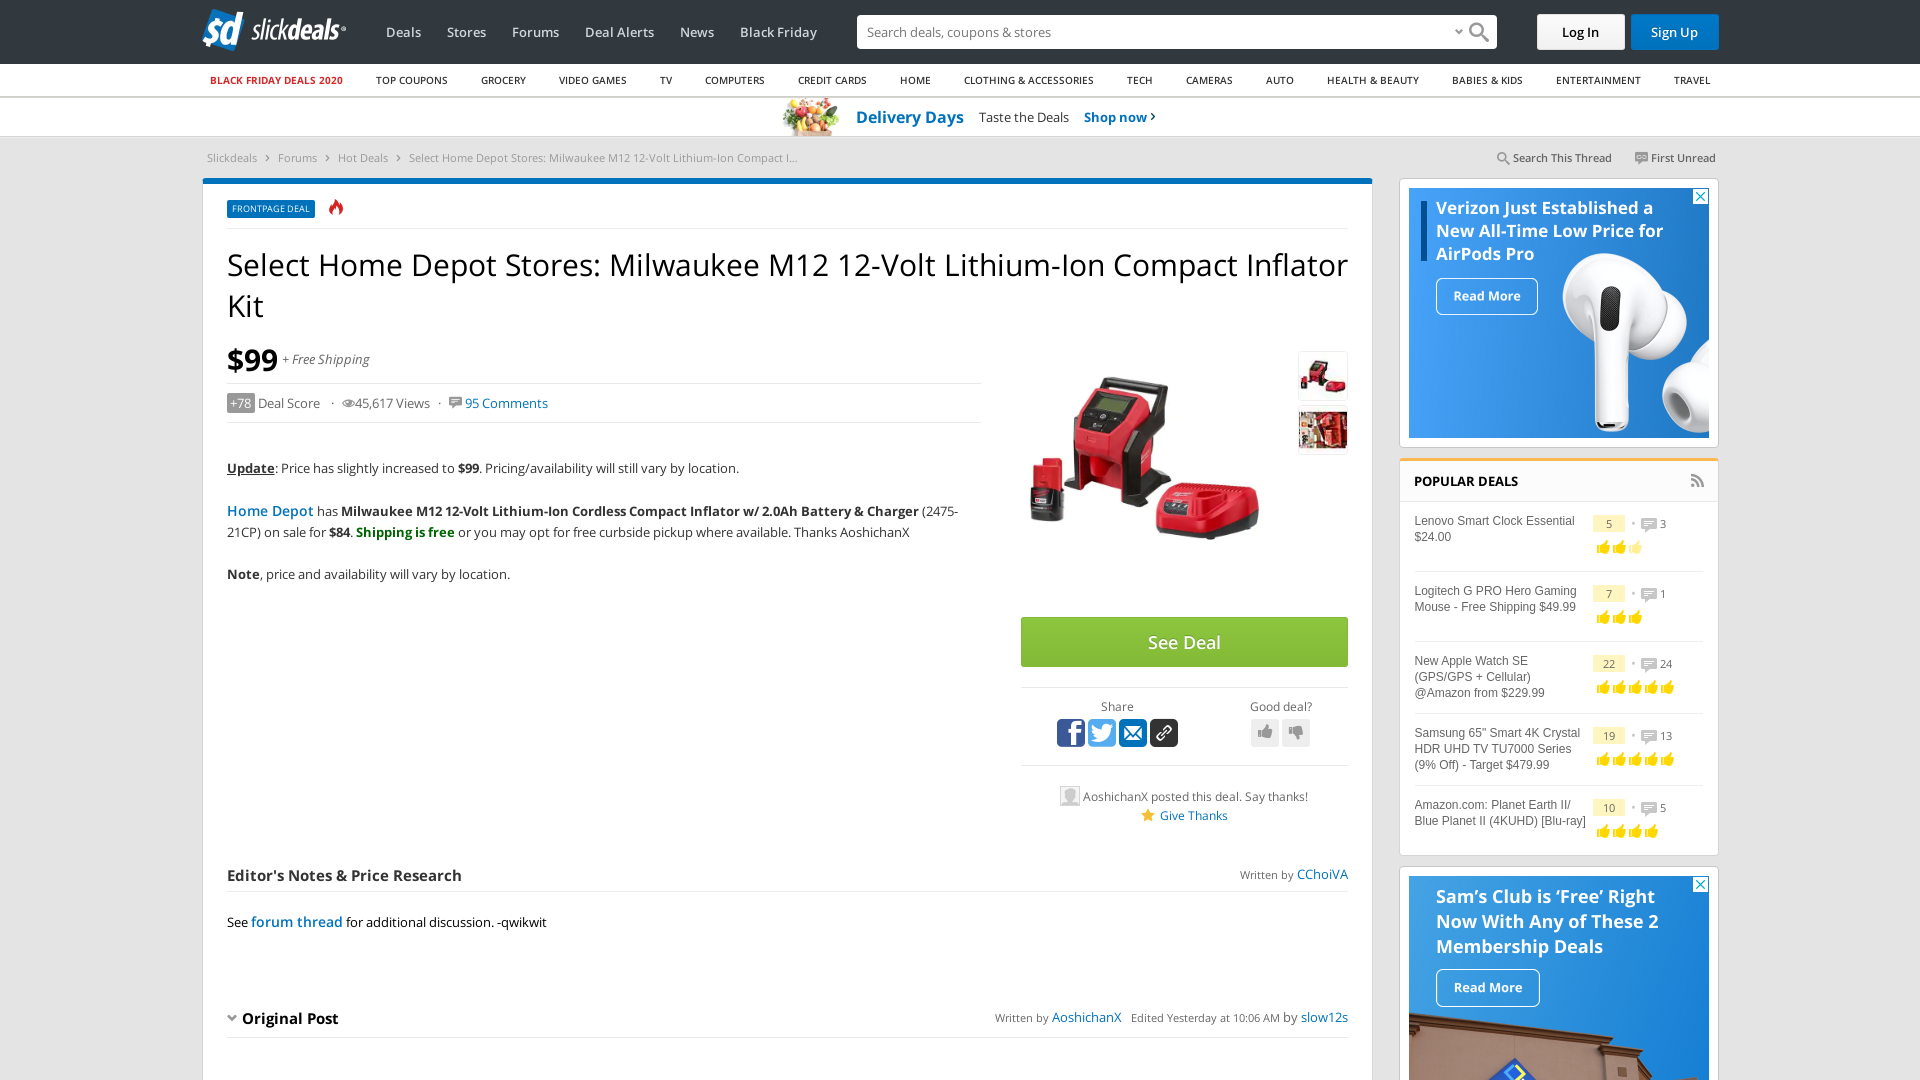 sd slickdeals
Deals
Stores
Forums
Deal Alerts
News
Black Friday
Search deals, coupons & stores
Log In
Sign Up
BLACK FRIDAY DEALS 2020
TOP COUPONS
GROCERY
VIDEO GAMES
TV
COMPUTERS
CREDIT CARDS
HOME
CLOTHING & ACCESSORIES
TECH
CAMERAS
AUTO
HEALTH & BEAUTY
BABIES & KIDS
ENTERTAINMENT
TRAVEL
Delivery Days Taste the Deals Shop now
Slickdeals > Forums > Hot Deals > Select Home Depot Stores: Milwaukee M12 12-Volt Lithium-Ion Compact I...
Search This Thread
First Unread
FRONTPAGE DEAL
Select Home Depot Stores: Milwaukee M12 12-Volt Lithium-Ion Compact Inflator
Kit
$99 + Free Shipping
+78 Deal Score · 45,617 Views · 95 Comments
Update: Price has slightly increased to $99. Pricing/availability will still vary by location.
Home Depot has Milwaukee M12 12-Volt Lithium-Ion Cordless Compact Inflator w/ 2.0Ah Battery & Charger (2475-
21CP) on sale for $84. Shipping is free or you may opt for free curbside pickup where available. Thanks AoshichanX
Note, price and availability will vary by location.
See Deal
Share
Good deal?
AoshichanX posted this deal. Say thanks!
Give Thanks
Editor's Notes & Price Research
Written by CChoiVA
See forum thread for additional discussion. -qwikwit
Original Post
Written by AoshichanX Edited Yesterday at 10:06 AM by slow12s
Verizon Just Established a
New All-Time Low Price for
AirPods Pro
Read More
POPULAR DEALS
Lenovo Smart Clock Essential
$24.00
5 • 3
Logitech G PRO Hero Gaming
Mouse - Free Shipping $49.99
7 • 1
New Apple Watch SE
(GPS/GPS + Cellular)
@Amazon from $229.99
22 • 24
Samsung 65" Smart 4K Crystal
HDR UHD TV TU7000 Series
(9% Off) - Target $479.99
19 • 13
Amazon.com: Planet Earth II/
Blue Planet II (4KUHD) [Blu-ray]
10 • 5
Sam's Club is ‘Free’ Right
Now With Any of These 2
Membership Deals
Read More